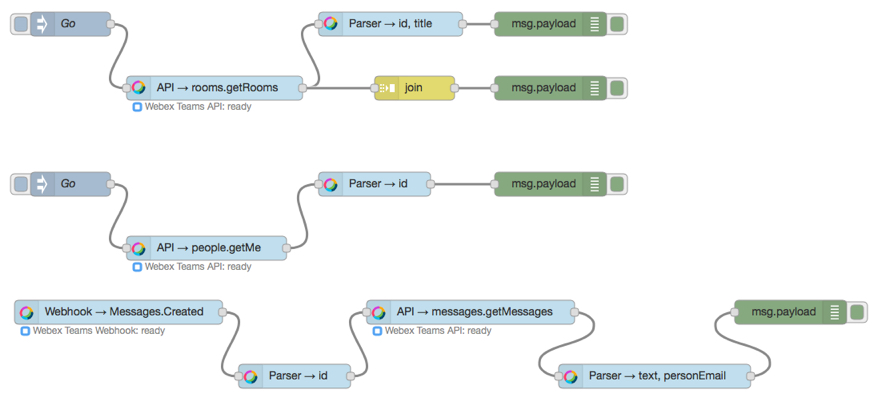 Go
Parser → id, title
msg.payload
API → rooms.getRooms
join
msg.payload
Webex Teams API: ready
Go
Parser → id
msg.payload
API → people.getMe
Webex Teams API: ready
Webhook → Messages.Created
API → messages.getMessages
msg.payload
Webex Teams Webhook: ready
Webex Teams API: ready
Parser → id
Parser → text, personEmail